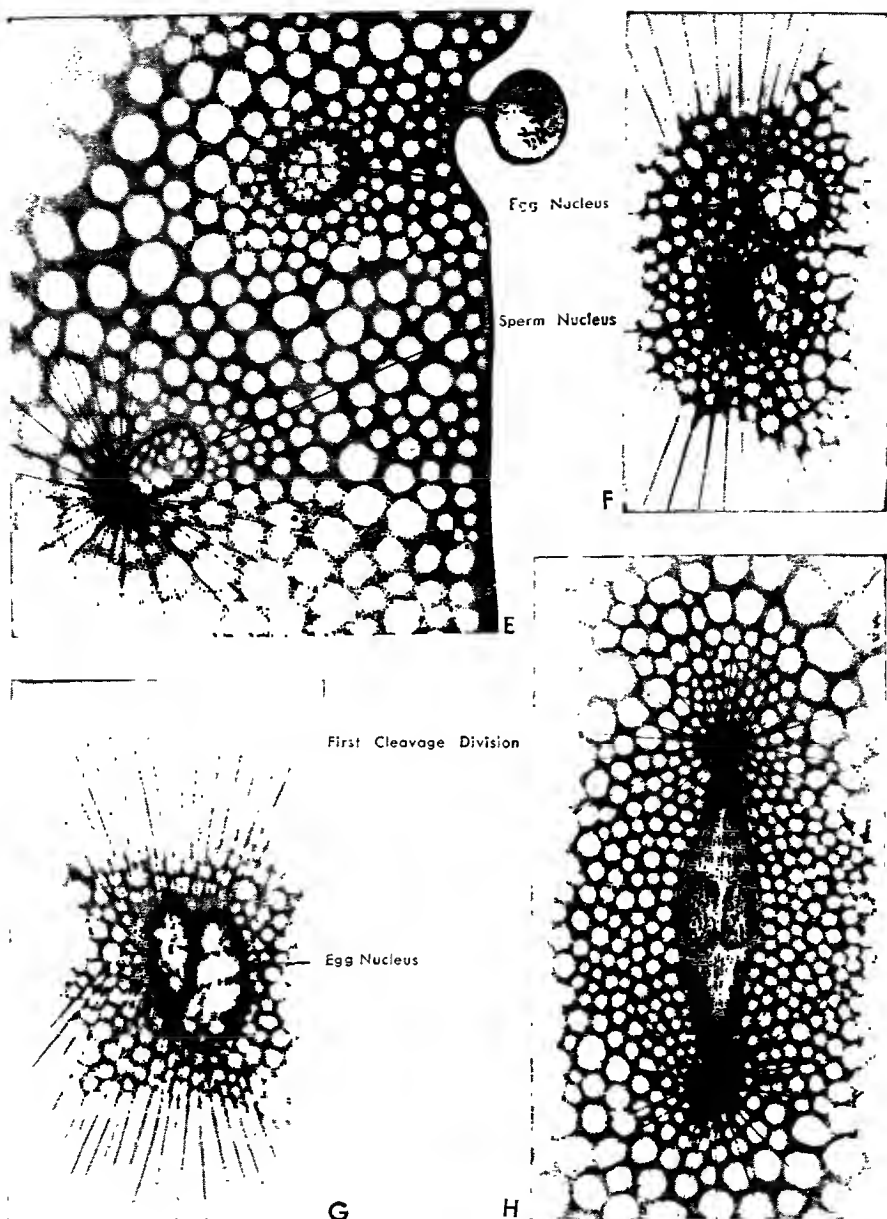 Egg Nucleus
Sperm Nucleus
F
E
First Cleavage Division
Egg Nucleus
G
H